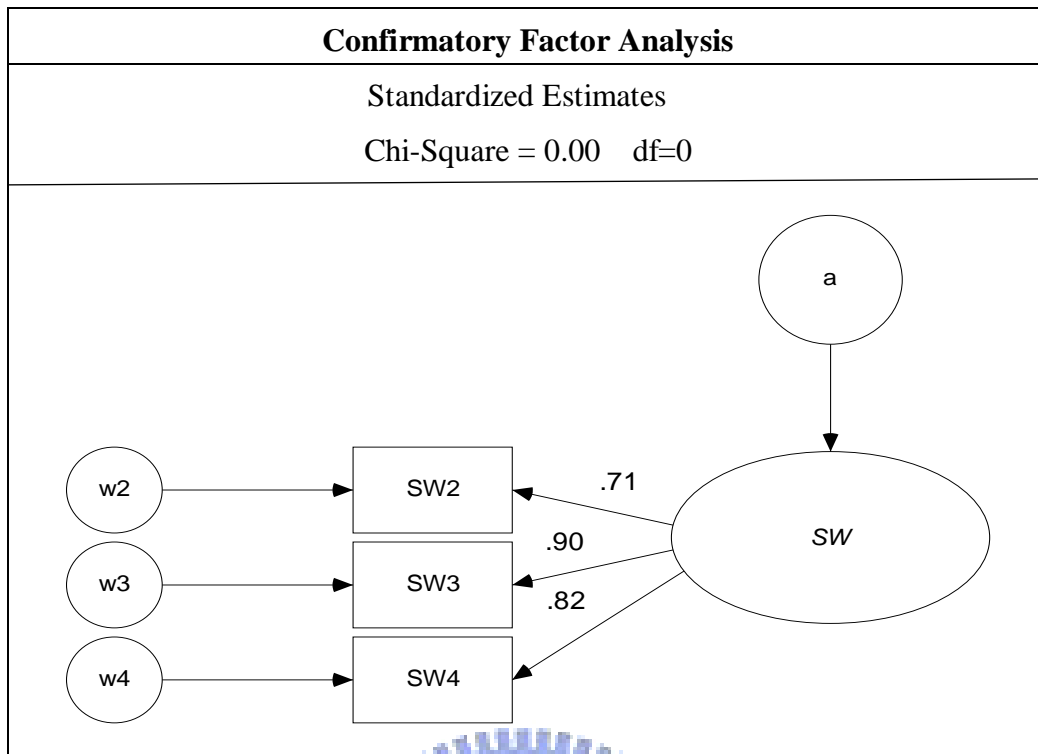 Confirmatory Factor Analysis
Standardized Estimates
Chi-Square = 0.00 df=0
a
w2
SW2
.71
SW
.90
w3
SW3
.82
w4
SW4